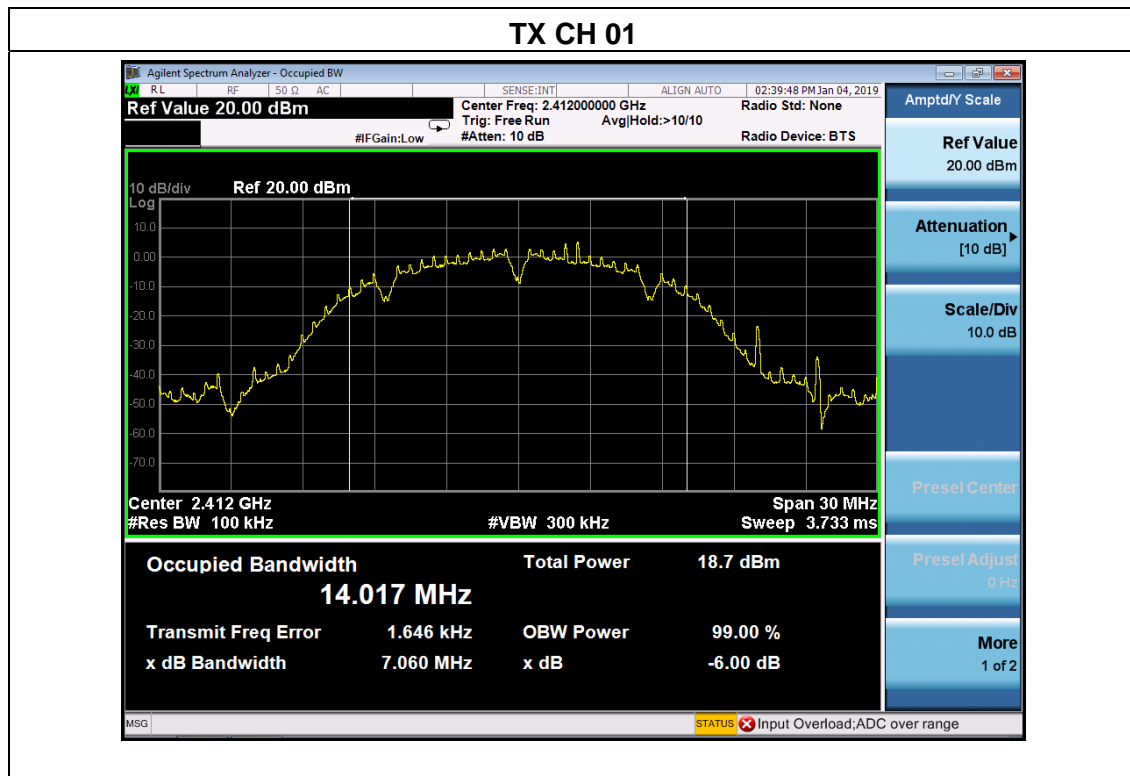 TX CH 01
Agilent Spectrum Analyzer - Occupied BW
LXI RL RF 50 Ω AC SENSE:INT ALIGN AUTO 02:39:48 PM Jan 04, 2019
Ref Value 20.00 dBm
Center Freq: 2.412000000 GHz
Radio Std: None
Trig: Free Run Avg|Hold:>10/10
#IFGain:Low #Atten: 10 dB
Radio Device: BTS
10 dB/div Ref 20.00 dBm
Log
10.0
0.00
-10.0
-20.0
-30.0
-40.0
-50.0
-60.0
-70.0
Center 2.412 GHz Span 30 MHz
#Res BW 100 kHz #VBW 300 kHz Sweep 3.733 ms
Occupied Bandwidth Total Power 18.7 dBm
14.017 MHz
Transmit Freq Error 1.646 kHz OBW Power 99.00 %
x dB Bandwidth 7.060 MHz x dB -6.00 dB
Amptd/Y Scale
Ref Value
20.00 dBm
Attenuation
[10 dB]
Scale/Div
10.0 dB
Presel Center
Presel Adjust
0 Hz
More
1 of 2
MSG STATUS Input Overload;ADC over range